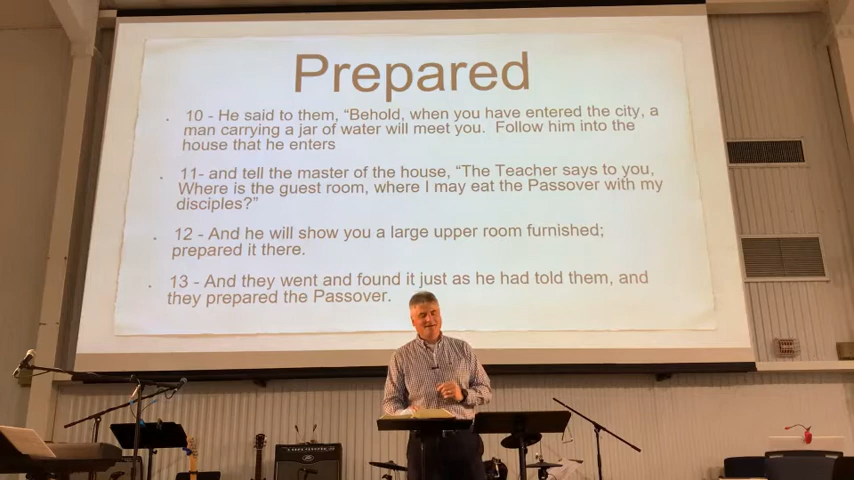 Prepared
10 - He said to them, “Behold, when you have entered the city, a
man carrying a jar of water will meet you.  Follow him into the
house that he enters
11- and tell the master of the house, “The Teacher says to you,
Where is the guest room, where I may eat the Passover with my
disciples?”
12 - And he will show you a large upper room furnished;
prepared it there.
13 - And they went and found it just as he had told them, and
they prepared the Passover.